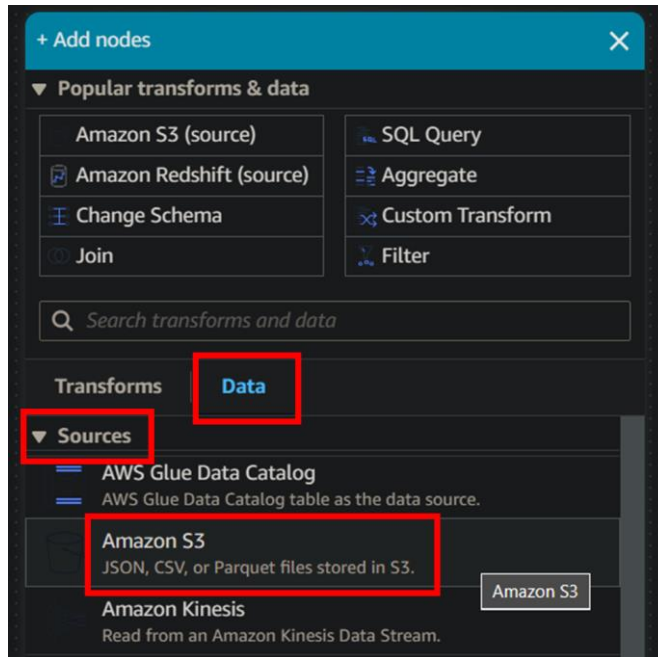 + Add nodes
▼ Popular transforms & data
Amazon S3 (source)
SQL Query
Amazon Redshift (source)
Aggregate
Change Schema
Custom Transform
Join
Filter
Search transforms and data
Transforms
Data
▼ Sources
AWS Glue Data Catalog
AWS Glue Data Catalog table as the data source.
Amazon S3
JSON, CSV, or Parquet files stored in S3.
Amazon S3
Amazon Kinesis
Read from an Amazon Kinesis Data Stream.